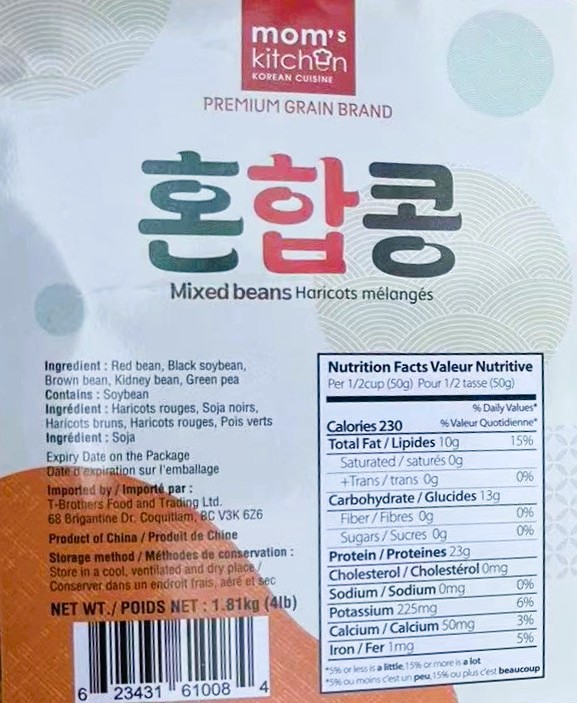 mom's
kitchen
KOREAN CUISINE
PREMIUM GRAIN BRAND
혼합콩
Mixed beans Haricots mélangés
Ingredient : Red bean, Black soybean,
Brown bean, Kidney bean, Green pea
Contains : Soybean
Ingrédient : Haricots rouges, Soja noirs,
Haricots bruns, Haricots rouges, Pois verts
Ingrédient : Soja
Expiry Date on the Package
Date d'expiration sur l'emballage
Imported by / Importé par :
T-Brothers Food and Trading Ltd.
68 Brigantine Dr. Coquitlam, BC V3K 6Z6
Product of China / Produit de Chine
Storage method / Méthodes de conservation :
Store in a cool, ventilated and dry place /
Conserver dans un endroit frais, aéré et sec
NET WT./ POIDS NET : 1.81kg (4lb)
6 23431 61008 4
Nutrition Facts Valeur Nutritive
Per 1/2cup (50g) Pour 1/2 tasse (50g)
% Daily Values*
Calories 230 % Valeur Quotidienne*
Total Fat / Lipides 10g 15%
Saturated / saturés 0g
+Trans / trans 0g 0%
Carbohydrate / Glucides 13g
Fiber / Fibres 0g 0%
Sugars / Sucres 0g 0%
Protein / Proteines 23g
Cholesterol / Cholestérol 0mg
Sodium / Sodium 0mg 0%
Potassium 225mg 6%
Calcium / Calcium 50mg 3%
Iron / Fer 1mg 5%
*5% or less is a little, 15% or more is a lot
*5% ou moins c'est un peu, 15% ou plus c'est beaucoup